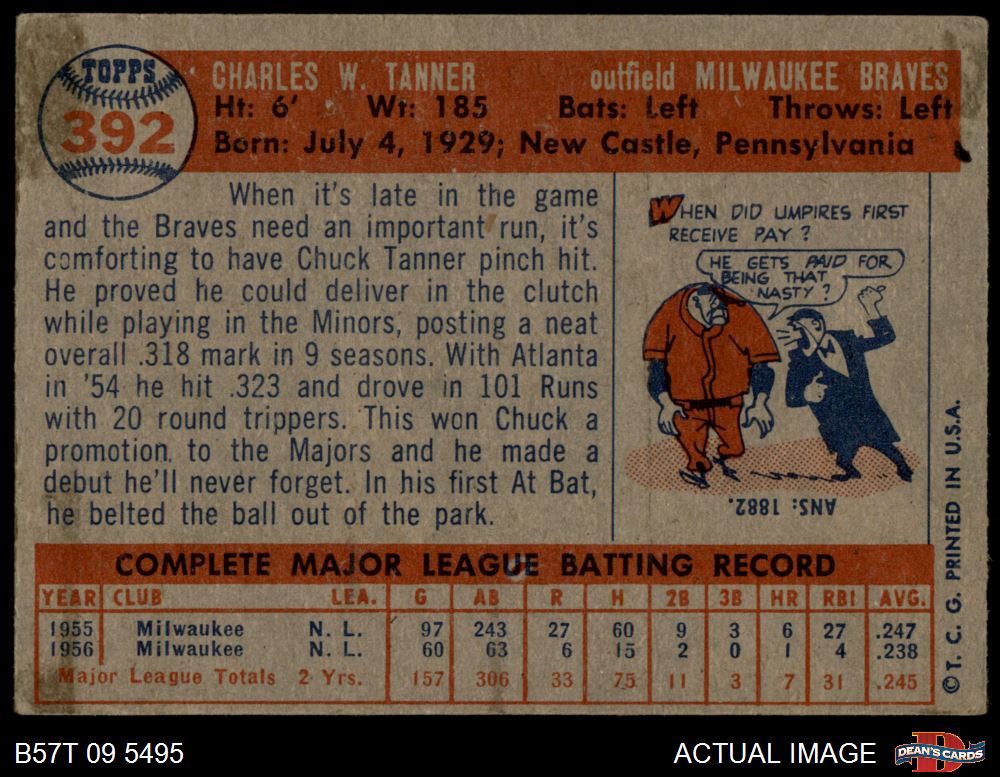 TOPPS
392
CHARLES W. TANNER outfield MILWAUKEE BRAVES
Ht: 6' Wt: 185 Bats: Left Throws: Left
Born: July 4, 1929; New Castle, Pennsylvania
When it's late in the game
and the Braves need an important run, it's
comforting to have Chuck Tanner pinch hit.
He proved he could deliver in the clutch
while playing in the Minors, posting a neat
overall .318 mark in 9 seasons. With Atlanta
in '54 he hit .323 and drove in 101 Runs
with 20 round trippers. This won Chuck a
promotion to the Majors and he made a
debut he'll never forget. In his first At Bat,
he belted the ball out of the park.
WHEN DID UMPIRES FIRST
RECEIVE PAY?
HE GETS PAID FOR
BEING THAT
NASTY?
ANS: 1882.
COMPLETE MAJOR LEAGUE BATTING RECORD
YEAR CLUB LEA. G AB R H 2B 3B HR RBI AVG.
1955 Milwaukee N. L. 97 243 27 60 9 3 6 27 .247
1956 Milwaukee N. L. 60 63 6 15 2 0 1 4 .238
Major League Totals 2 Yrs. 157 306 33 75 11 3 7 31 .245
©T. C. G. PRINTED IN U.S.A.
B57T 09 5495 ACTUAL IMAGE
D
DEAN'S CARDS